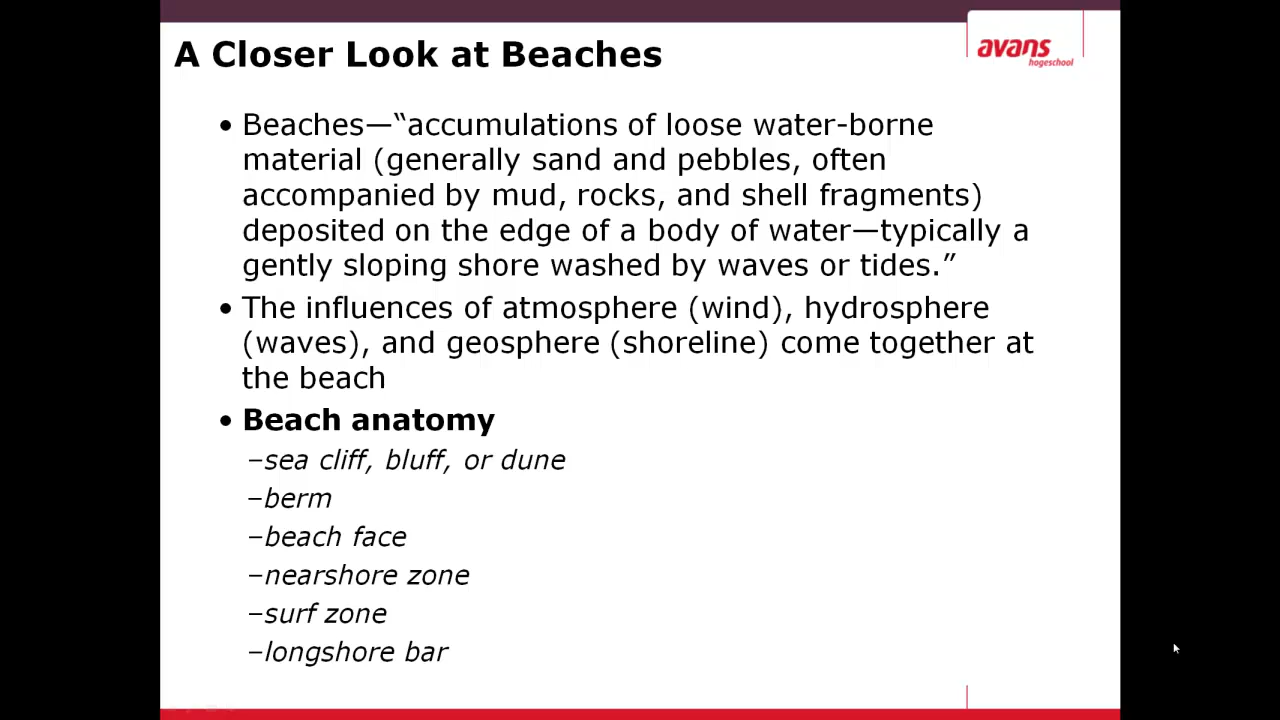 A Closer Look at Beaches
avans
hogeschool
• Beaches—“accumulations of loose water-borne
material (generally sand and pebbles, often
accompanied by mud, rocks, and shell fragments)
deposited on the edge of a body of water—typically a
gently sloping shore washed by waves or tides.”
• The influences of atmosphere (wind), hydrosphere
(waves), and geosphere (shoreline) come together at
the beach
• Beach anatomy
–sea cliff, bluff, or dune
–berm
–beach face
–nearshore zone
–surf zone
–longshore bar